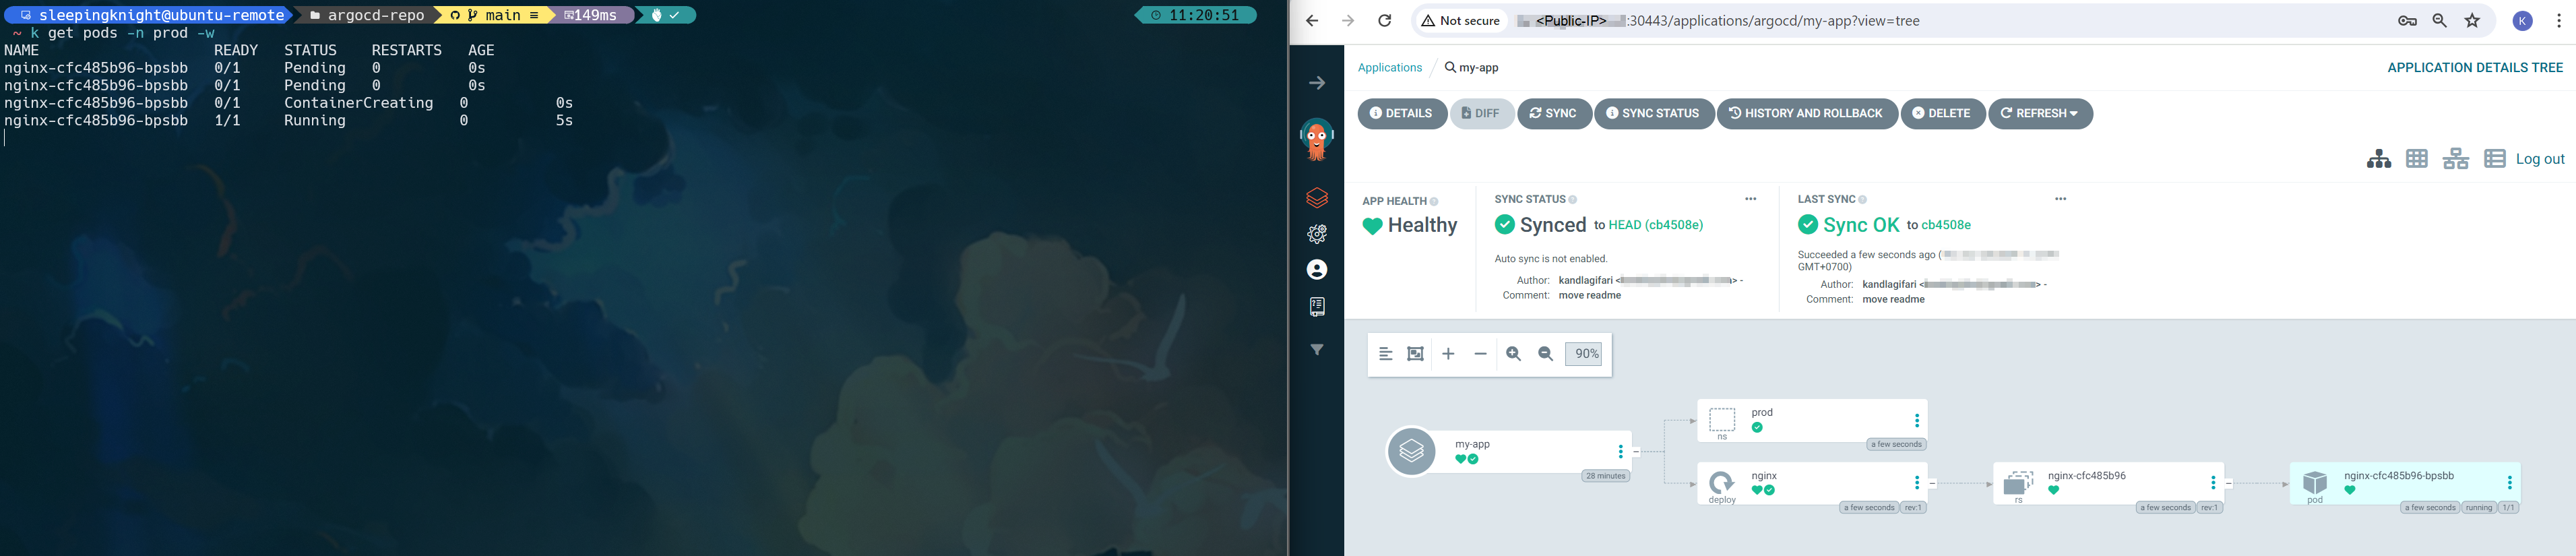 sleepingknight@ubuntu-remote argocd-repo main ≡ 149ms ✓ 11:20:51
~ k get pods -n prod -w
NAME READY STATUS RESTARTS AGE
nginx-cfc485b96-bpsbb 0/1 Pending 0 0s
nginx-cfc485b96-bpsbb 0/1 Pending 0 0s
nginx-cfc485b96-bpsbb 0/1 ContainerCreating 0 0s
nginx-cfc485b96-bpsbb 1/1 Running 0 5s
Not secure <Public-IP> :30443/applications/argocd/my-app?view=tree K
Applications / my-app APPLICATION DETAILS TREE
DETAILS DIFF SYNC SYNC STATUS HISTORY AND ROLLBACK DELETE REFRESH
Log out
APP HEALTH SYNC STATUS LAST SYNC
Healthy Synced to HEAD (cb4508e) Sync OK to cb4508e
Auto sync is not enabled. Succeeded a few seconds ago (
GMT+0700)
Author: kandlagifari < > - Author: kandlagifari < > -
Comment: move readme Comment: move readme
90%
prod
ns
a few seconds
my-app
28 minutes
nginx
deploy
a few seconds rev:1
nginx-cfc485b96
rs
a few seconds rev:1
nginx-cfc485b96-bpsbb
pod
a few seconds running 1/1